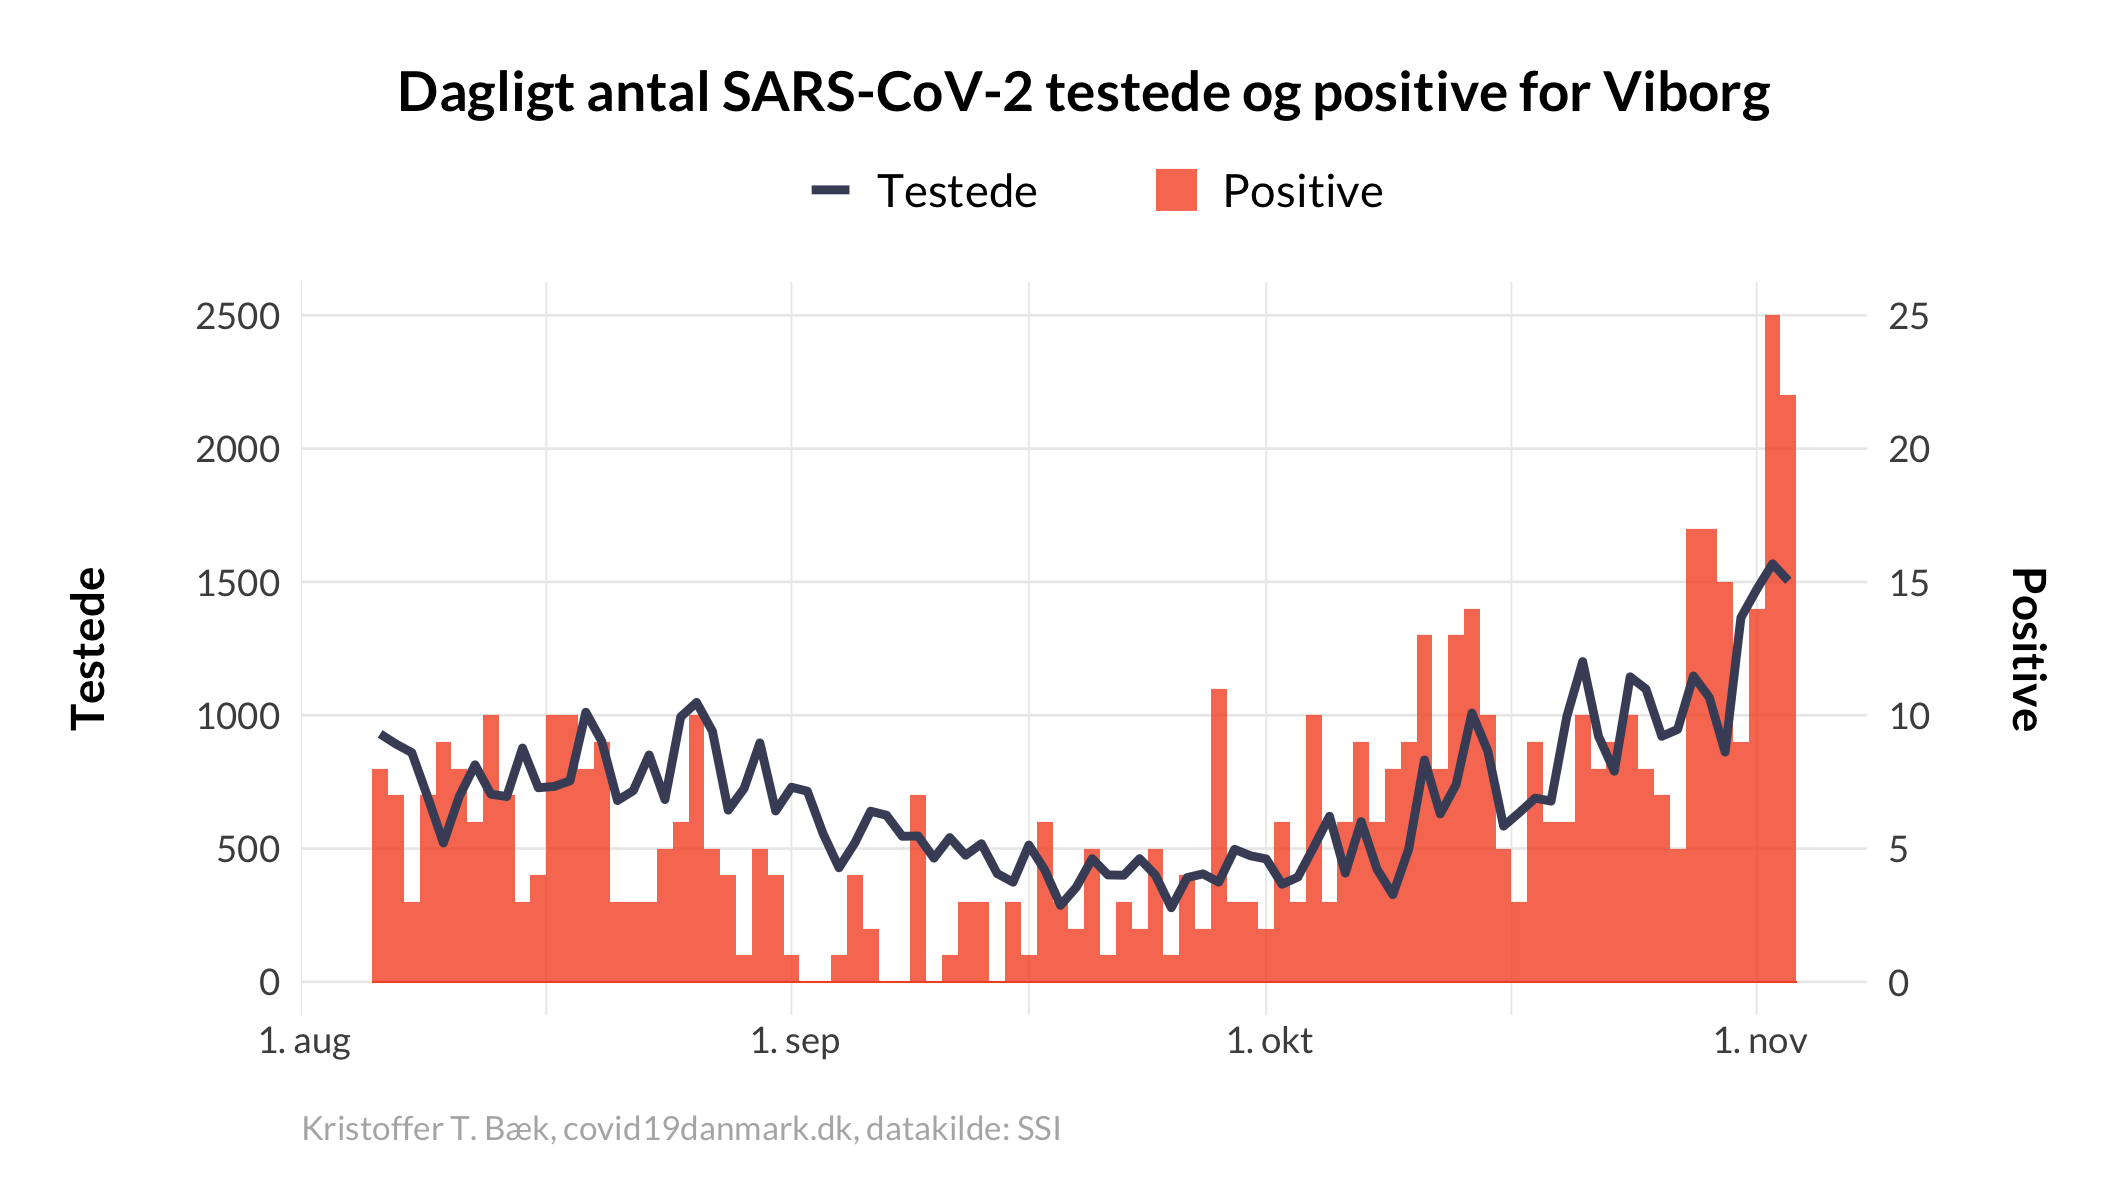 Dagligt antal SARS-CoV-2 testede og positive for Viborg
Testede
Positive
2500
2000
1500
1000
500
0
Testede
25
20
15
10
5
0
Positive
1. aug
1. sep
1. okt
1. nov
Kristoffer T. Bæk, covid19danmark.dk, datakilde: SSI